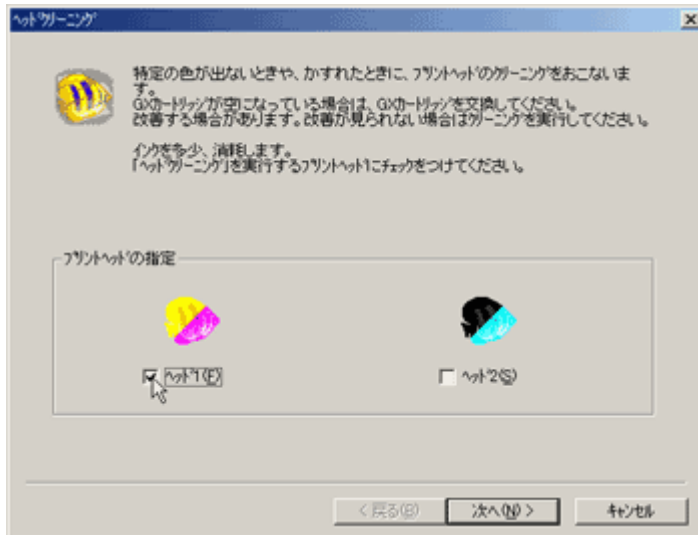 ヘッドクリーニング
特定の色が出ないときや、かすれたときに、プリントヘッドのクリーニングをおこないま
す。
GXカートリッジが空になっている場合は、GXカートリッジを交換してください。
改善する場合があります。改善が見られない場合はクリーニングを実行してください。
インクを多少、消耗します。
「ヘッドクリーニング」を実行するプリントヘッドにチェックをつけてください。
プリントヘッドの指定
ヘッド1(F)
ヘッド2(S)
< 戻る(B)
次へ(N) >
キャンセル